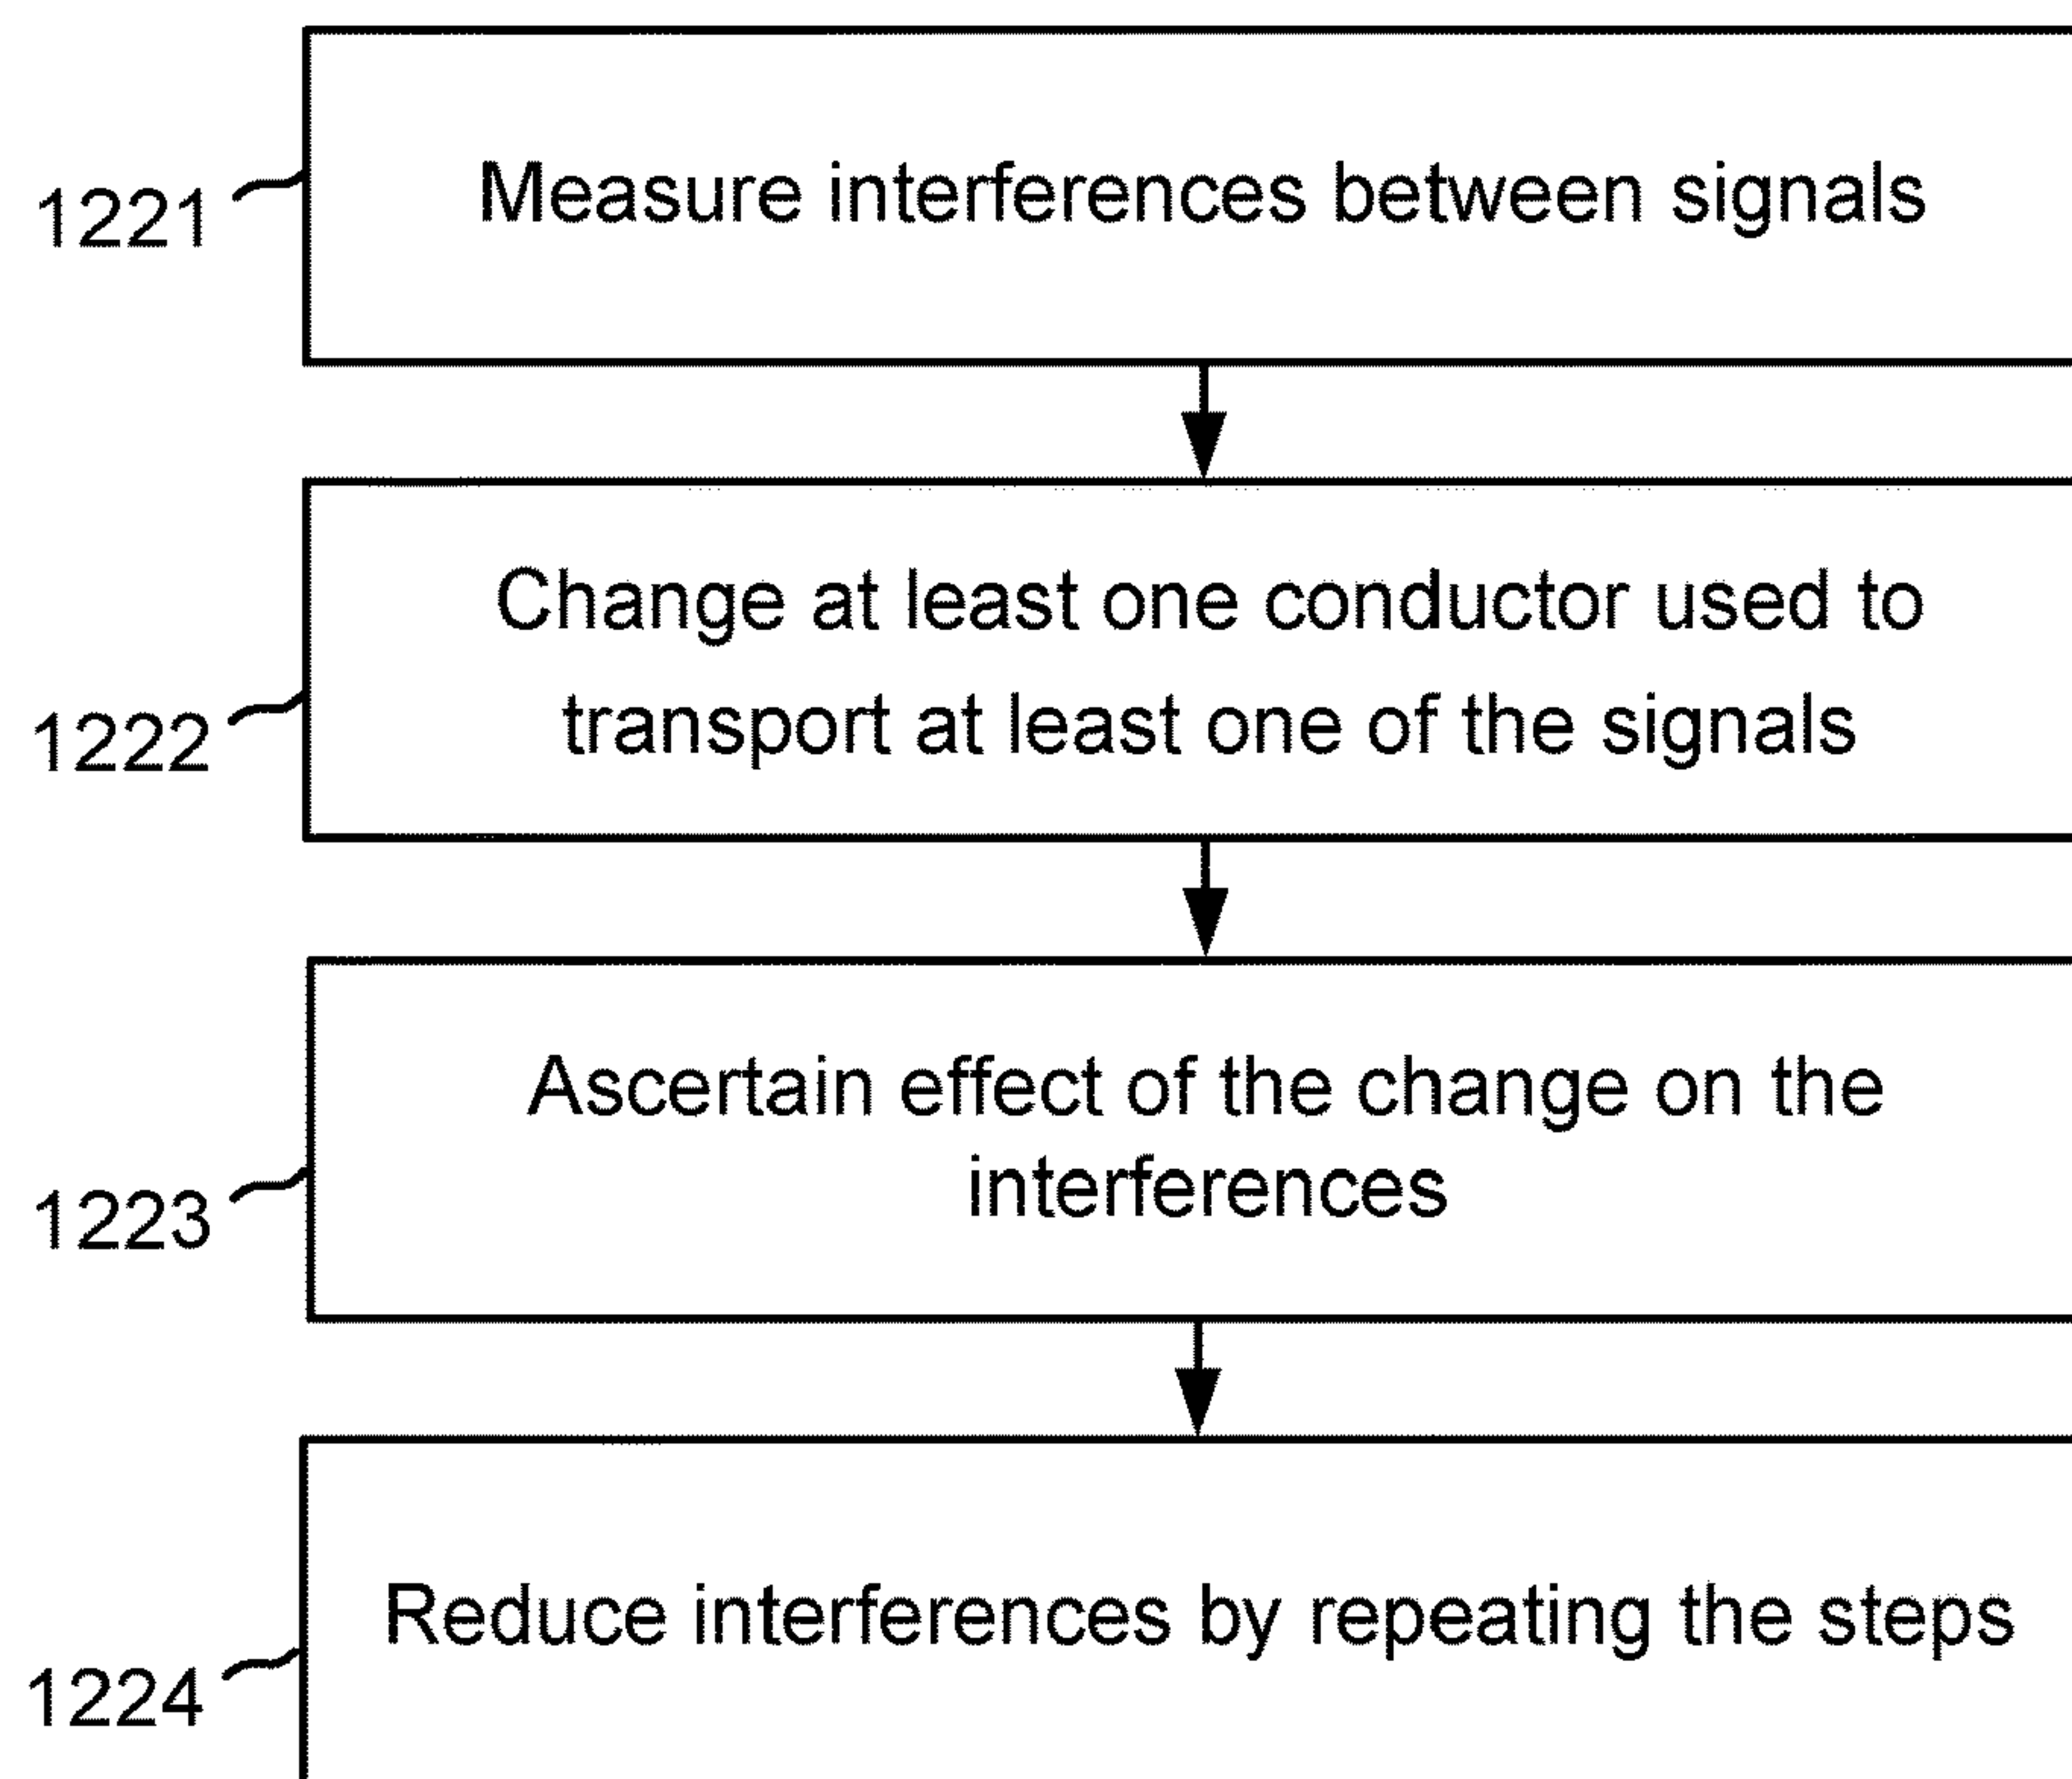 1221
Measure interferences between signals
1222
Change at least one conductor used to
transport at least one of the signals
1223
Ascertain effect of the change on the
interferences
1224
Reduce interferences by repeating the steps